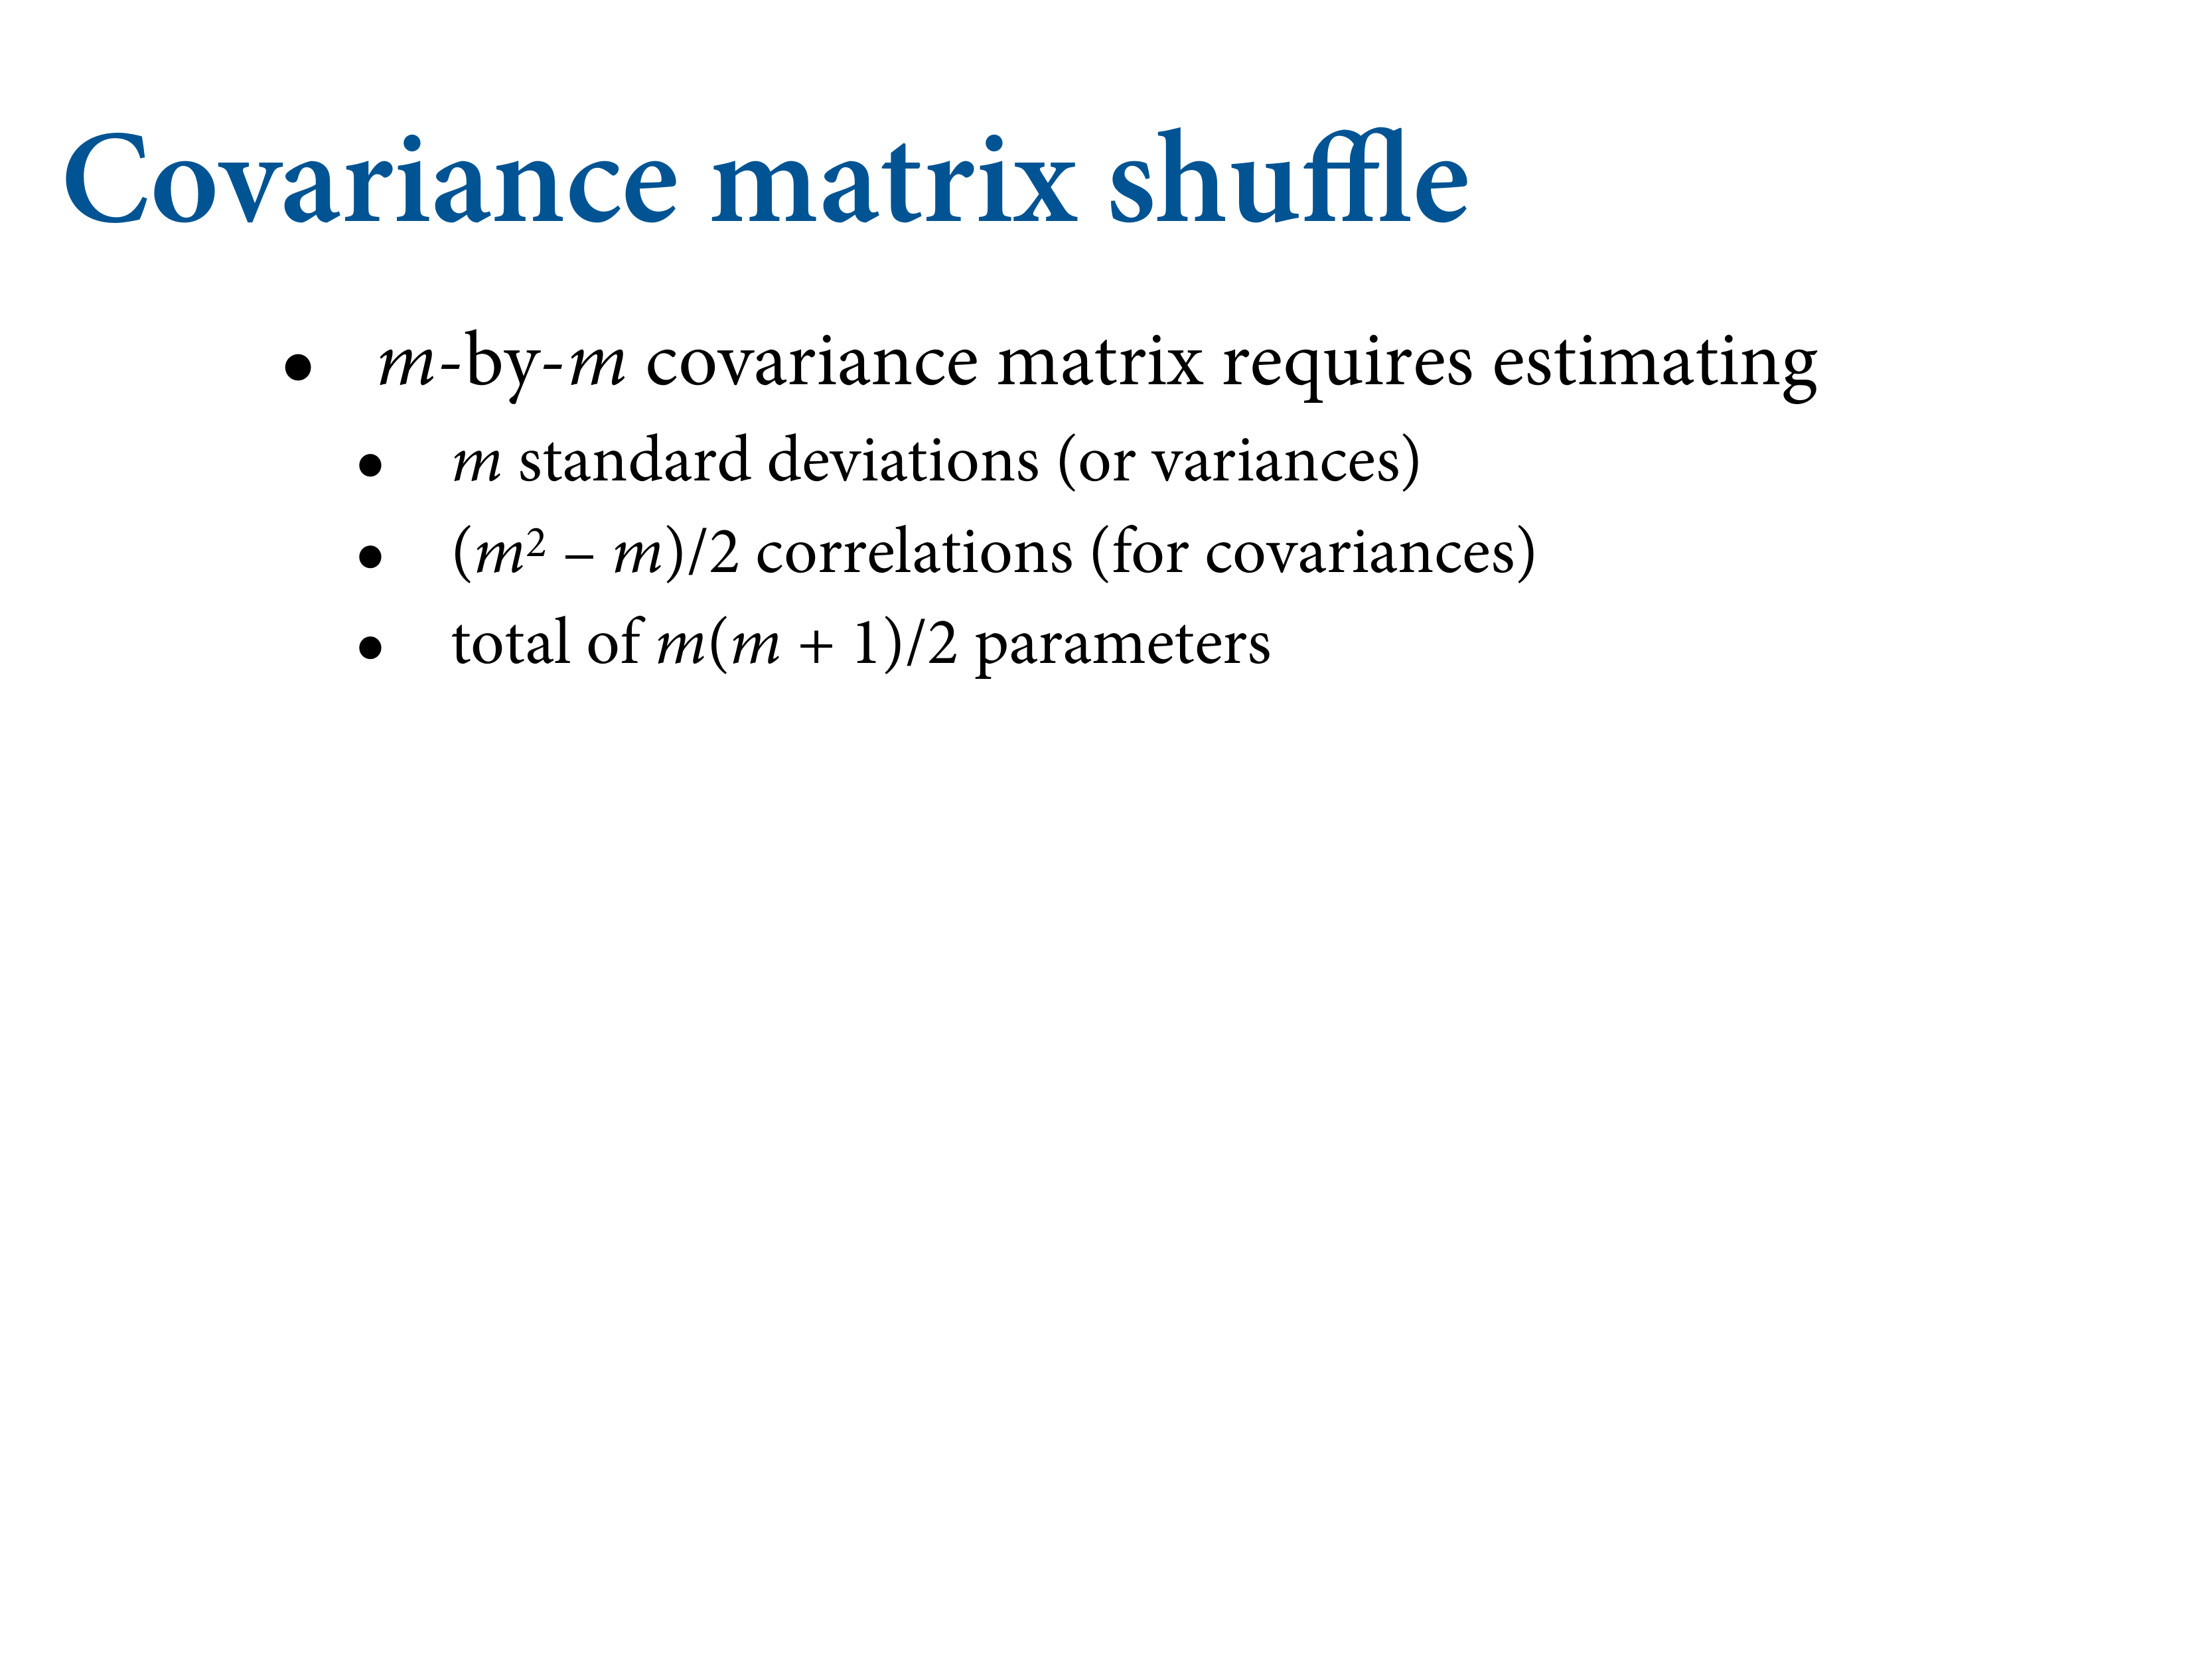 Covariance matrix shuffle
• m-by-m covariance matrix requires estimating
• m standard deviations (or variances)
• (m² – m)/2 correlations (for covariances)
• total of m(m + 1)/2 parameters